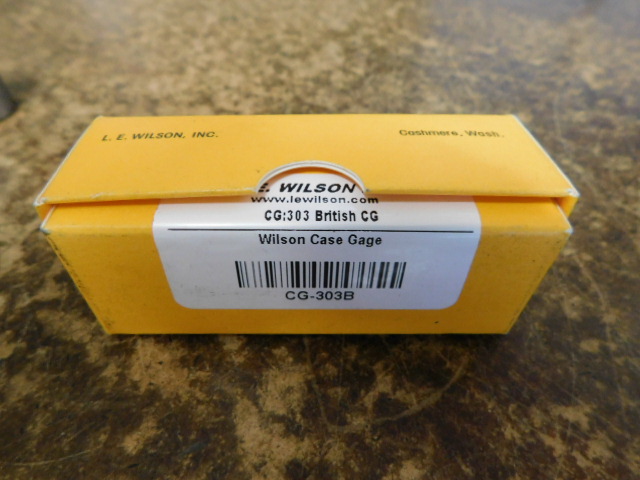 L. E. WILSON, INC.
Cashmere, Wash.
E. WILSON
www.lewilson.com
CG:303 British CG
Wilson Case Gage
CG-303B